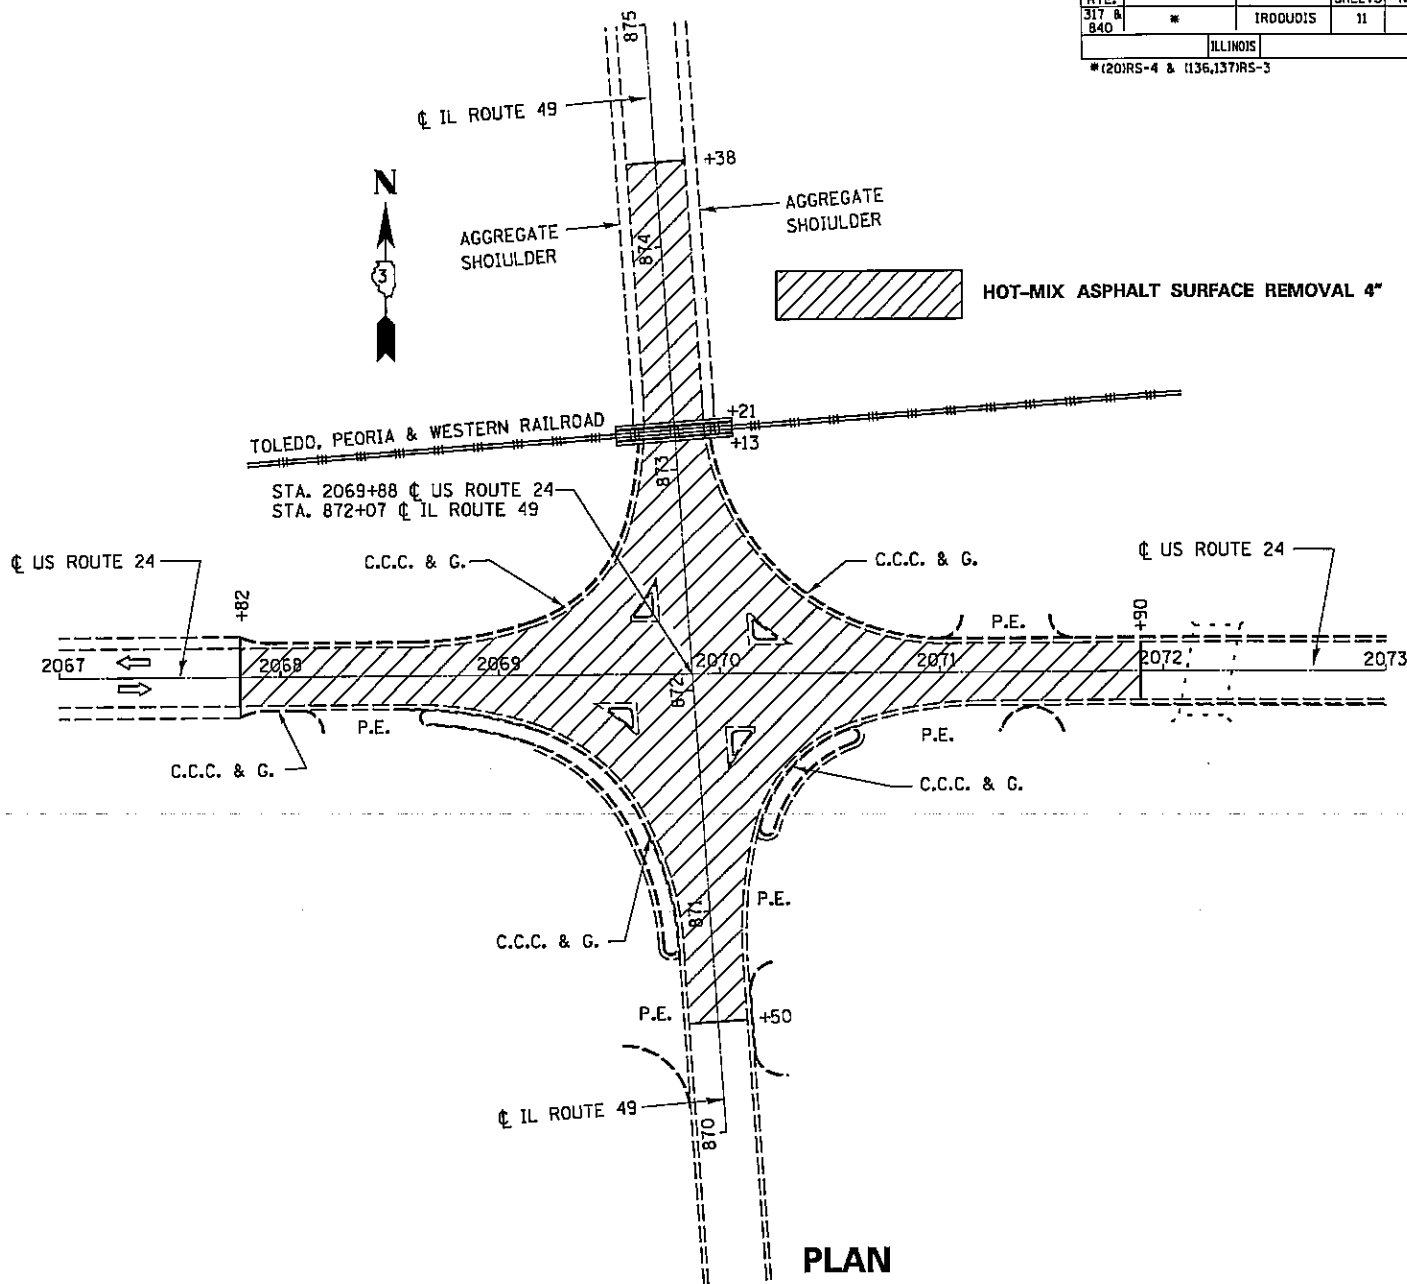 317 & 840 * IROQUOIS 11
ILLINOIS
*(20)RS-4 & (136,137)RS-3
875
℄ IL ROUTE 49
+38
N
3
AGGREGATE
SHOIULDER
AGGREGATE
SHOIULDER
874
HOT-MIX ASPHALT SURFACE REMOVAL 4"
+21
TOLEDO, PEORIA & WESTERN RAILROAD
+13
873
STA. 2069+88 ℄ US ROUTE 24
STA. 872+07 ℄ IL ROUTE 49
℄ US ROUTE 24
C.C.C. & G.
C.C.C. & G.
℄ US ROUTE 24
+82
+90
P.E.
2067
2068
2069
2070
2071
2072
2073
872
P.E.
P.E.
C.C.C. & G.
C.C.C. & G.
871
P.E.
C.C.C. & G.
P.E.
+50
℄ IL ROUTE 49
870
PLAN